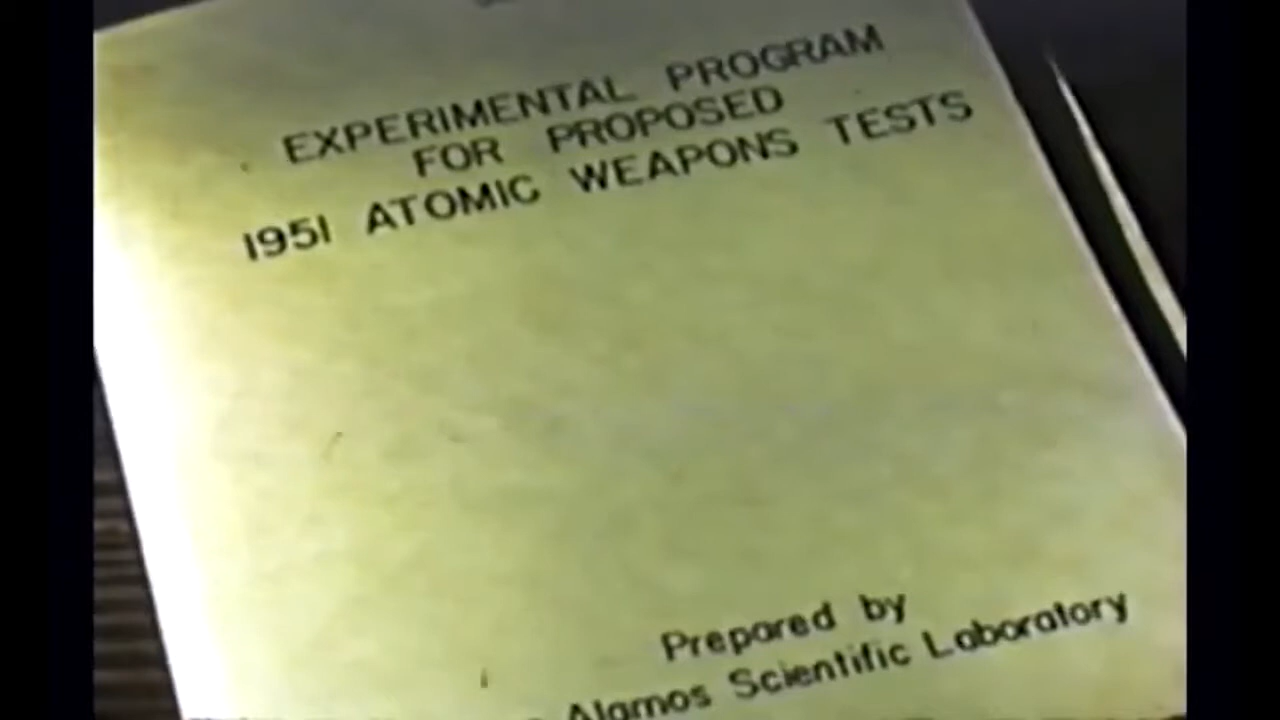 EXPERIMENTAL PROGRAM
FOR PROPOSED
1951 ATOMIC WEAPONS TESTS
Prepared by
Alamos Scientific Laboratory